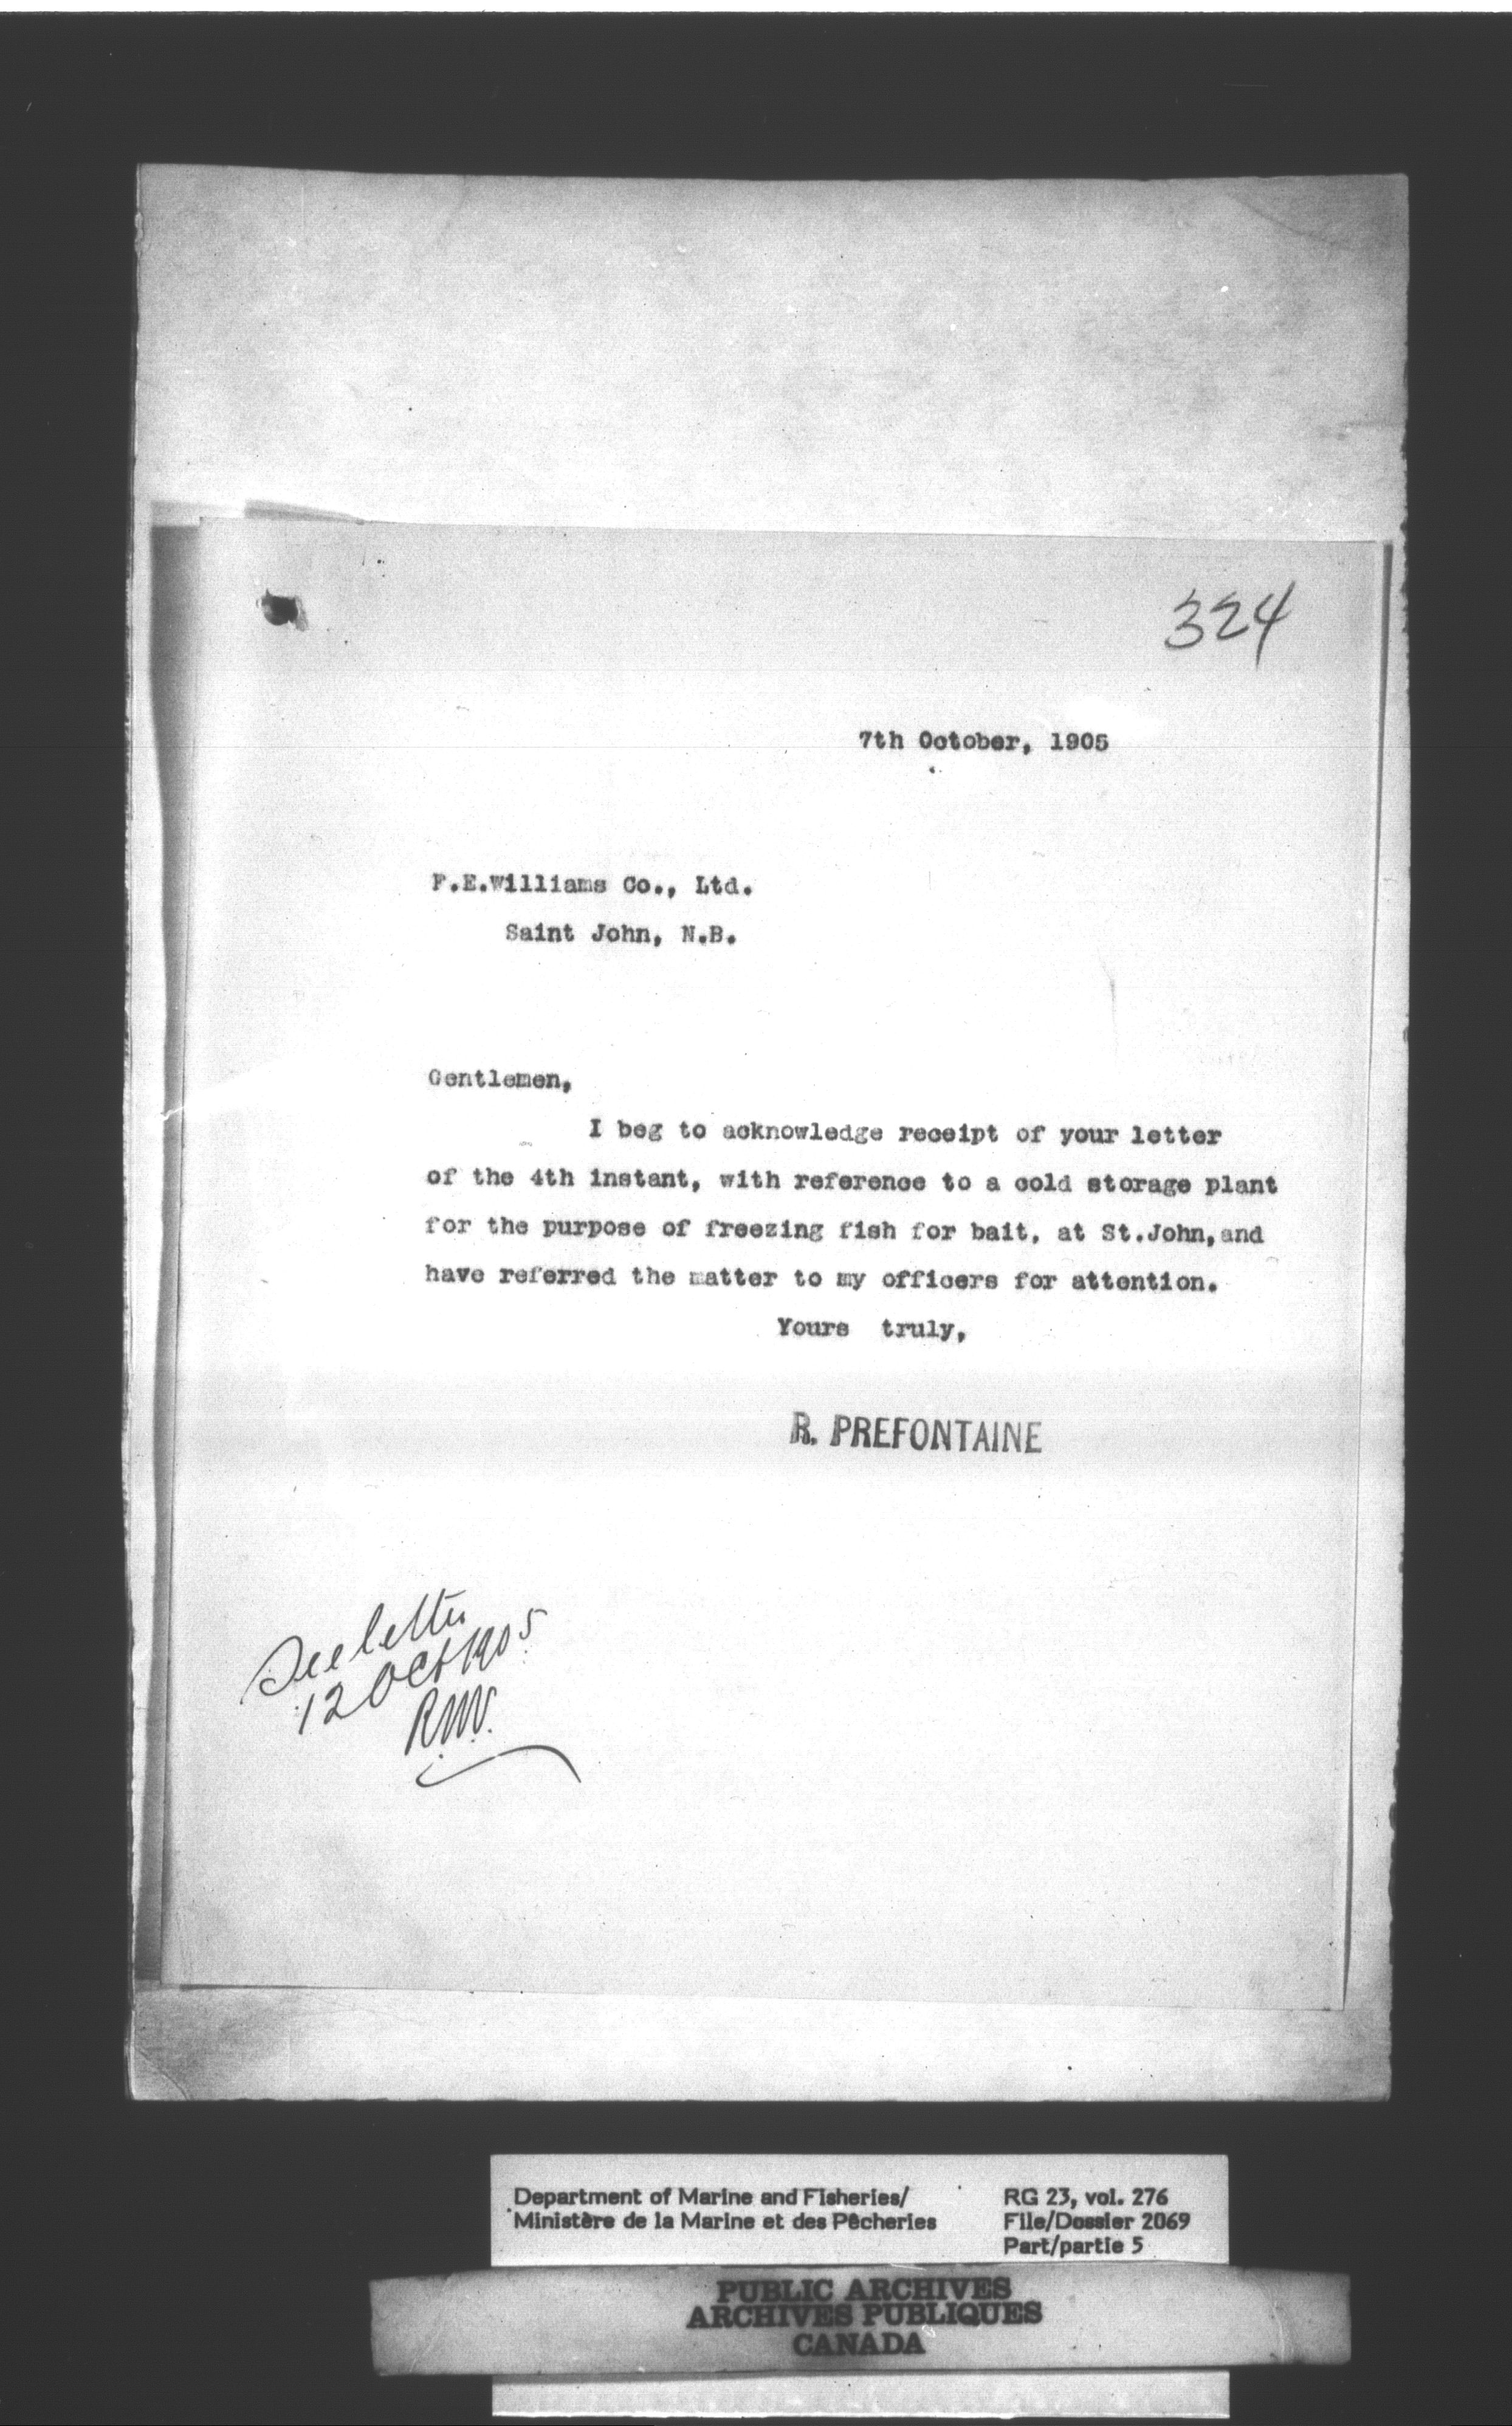 324
7th October, 1905
F.E.Williams Co., Ltd.
Saint John, N.B.
Gentlemen,
I beg to acknowledge receipt of your letter
of the 4th instant, with reference to a cold storage plant
for the purpose of freezing fish for bait, at St.John,and
have referred the matter to my officers for attention.
Yours truly,
R. PREFONTAINE
See letter
12 Oct 1905
Department of Marine and Fisheries/
Ministère de la Marine et des Pêcheries
RG 23, vol. 276
File/Dossier 2069
Part/partie 5
PUBLIC ARCHIVES
ARCHIVES PUBLIQUES
CANADA